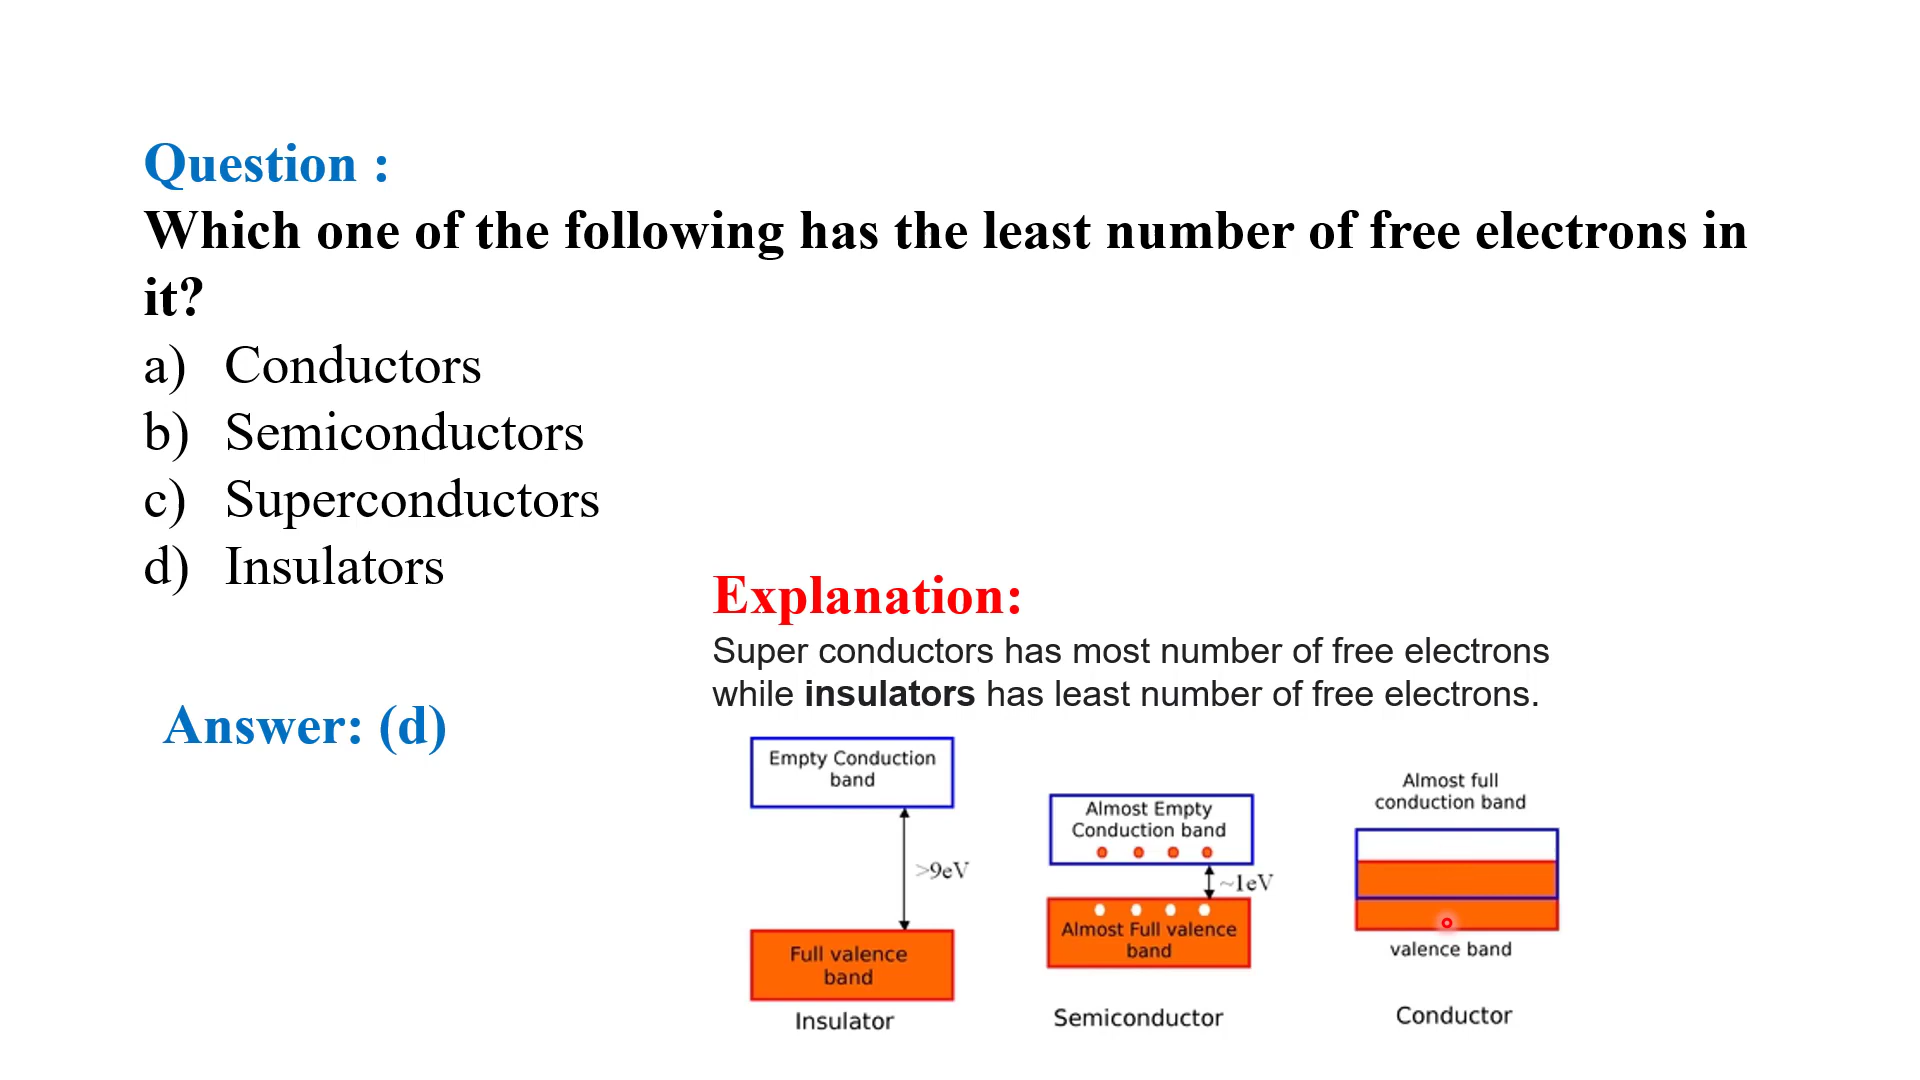 Question :
Which one of the following has the least number of free electrons in
it?
a) Conductors
b) Semiconductors
c) Superconductors
d) Insulators
Answer: (d)
Explanation:
Super conductors has most number of free electrons
while insulators has least number of free electrons.
Empty Conduction
band
>9eV
Full valence
band
Insulator
Almost Empty
Conduction band
~1eV
Almost Full valence
band
Semiconductor
Almost full
conduction band
valence band
Conductor